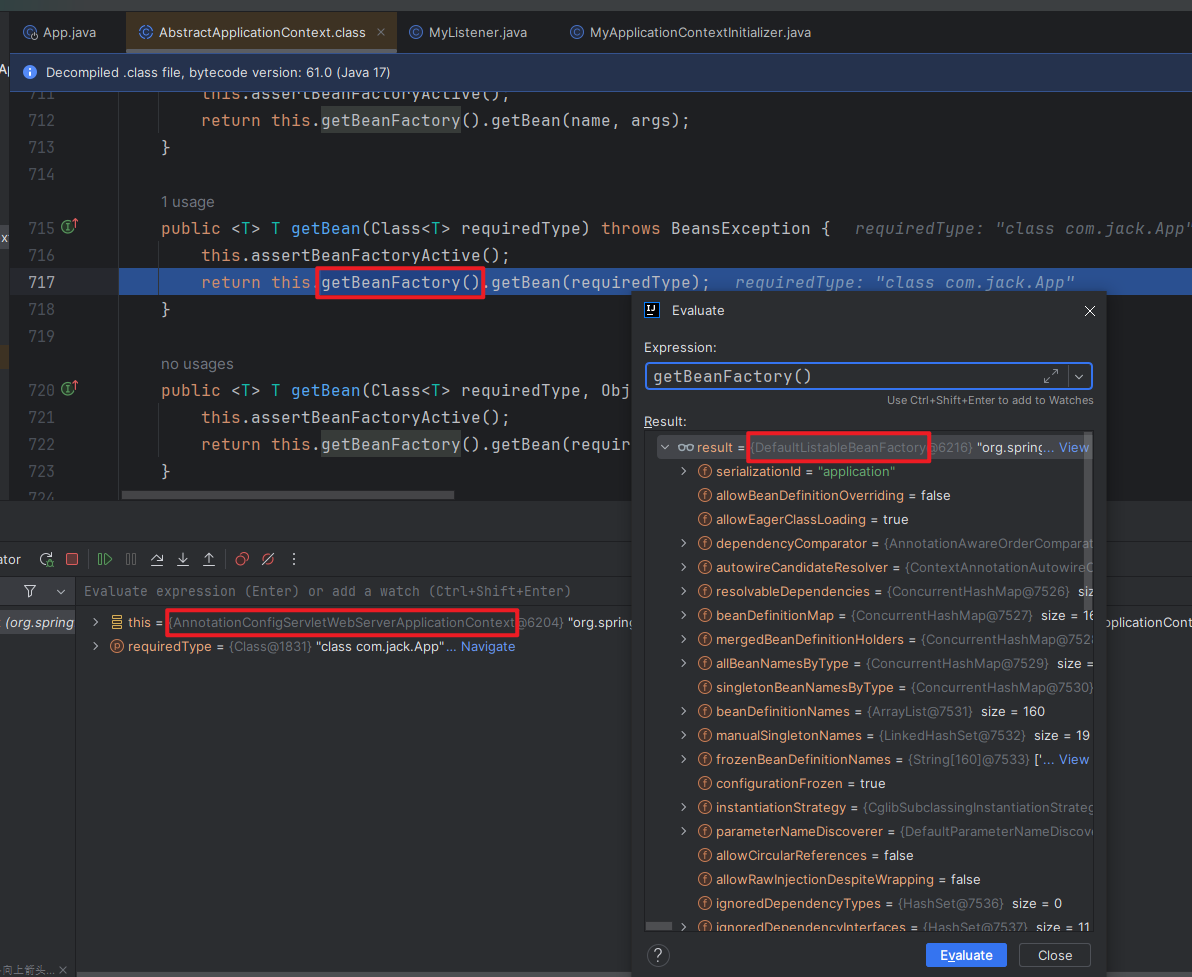 App.java
AbstractApplicationContext.class
MyListener.java
MyApplicationContextInitializer.java
Decompiled .class file, bytecode version: 61.0 (Java 17)
711 this.assertBeanFactoryActive();
712 return this.getBeanFactory().getBean(name, args);
713 }
714
1 usage
715 public <T> T getBean(Class<T> requiredType) throws BeansException { requiredType: "class com.jack.App"
716 this.assertBeanFactoryActive();
717 return this.getBeanFactory().getBean(requiredType); requiredType: "class com.jack.App"
718 }
719
no usages
720 public <T> T getBean(Class<T> requiredType, Obj
721 this.assertBeanFactoryActive();
722 return this.getBeanFactory().getBean(requir
723 }
724
ator
Evaluate expression (Enter) or add a watch (Ctrl+Shift+Enter)
(org.spring
this = {AnnotationConfigServletWebServerApplicationContext@6204} "org.spring
pplicationCont
requiredType = {Class@1831} "class com.jack.App"... Navigate
向上箭头...
Evaluate
Expression:
getBeanFactory()
Use Ctrl+Shift+Enter to add to Watches
Result:
result = {DefaultListableBeanFactory@6216} "org.spring... View
serializationId = "application"
allowBeanDefinitionOverriding = false
allowEagerClassLoading = true
dependencyComparator = {AnnotationAwareOrderComparat
autowireCandidateResolver = {ContextAnnotationAutowireC
resolvableDependencies = {ConcurrentHashMap@7526} siz
beanDefinitionMap = {ConcurrentHashMap@7527} size = 16
mergedBeanDefinitionHolders = {ConcurrentHashMap@7528
allBeanNamesByType = {ConcurrentHashMap@7529} size =
singletonBeanNamesByType = {ConcurrentHashMap@7530}
beanDefinitionNames = {ArrayList@7531} size = 160
manualSingletonNames = {LinkedHashSet@7532} size = 19
frozenBeanDefinitionNames = {String[160]@7533} ["... View
configurationFrozen = true
instantiationStrategy = {CglibSubclassingInstantiationStrateg
parameterNameDiscoverer = {DefaultParameterNameDiscov
allowCircularReferences = false
allowRawInjectionDespiteWrapping = false
ignoredDependencyTypes = {HashSet@7536} size = 0
ignoredDependencyInterfaces = {HashSet@7537} size = 11
?
Evaluate
Close